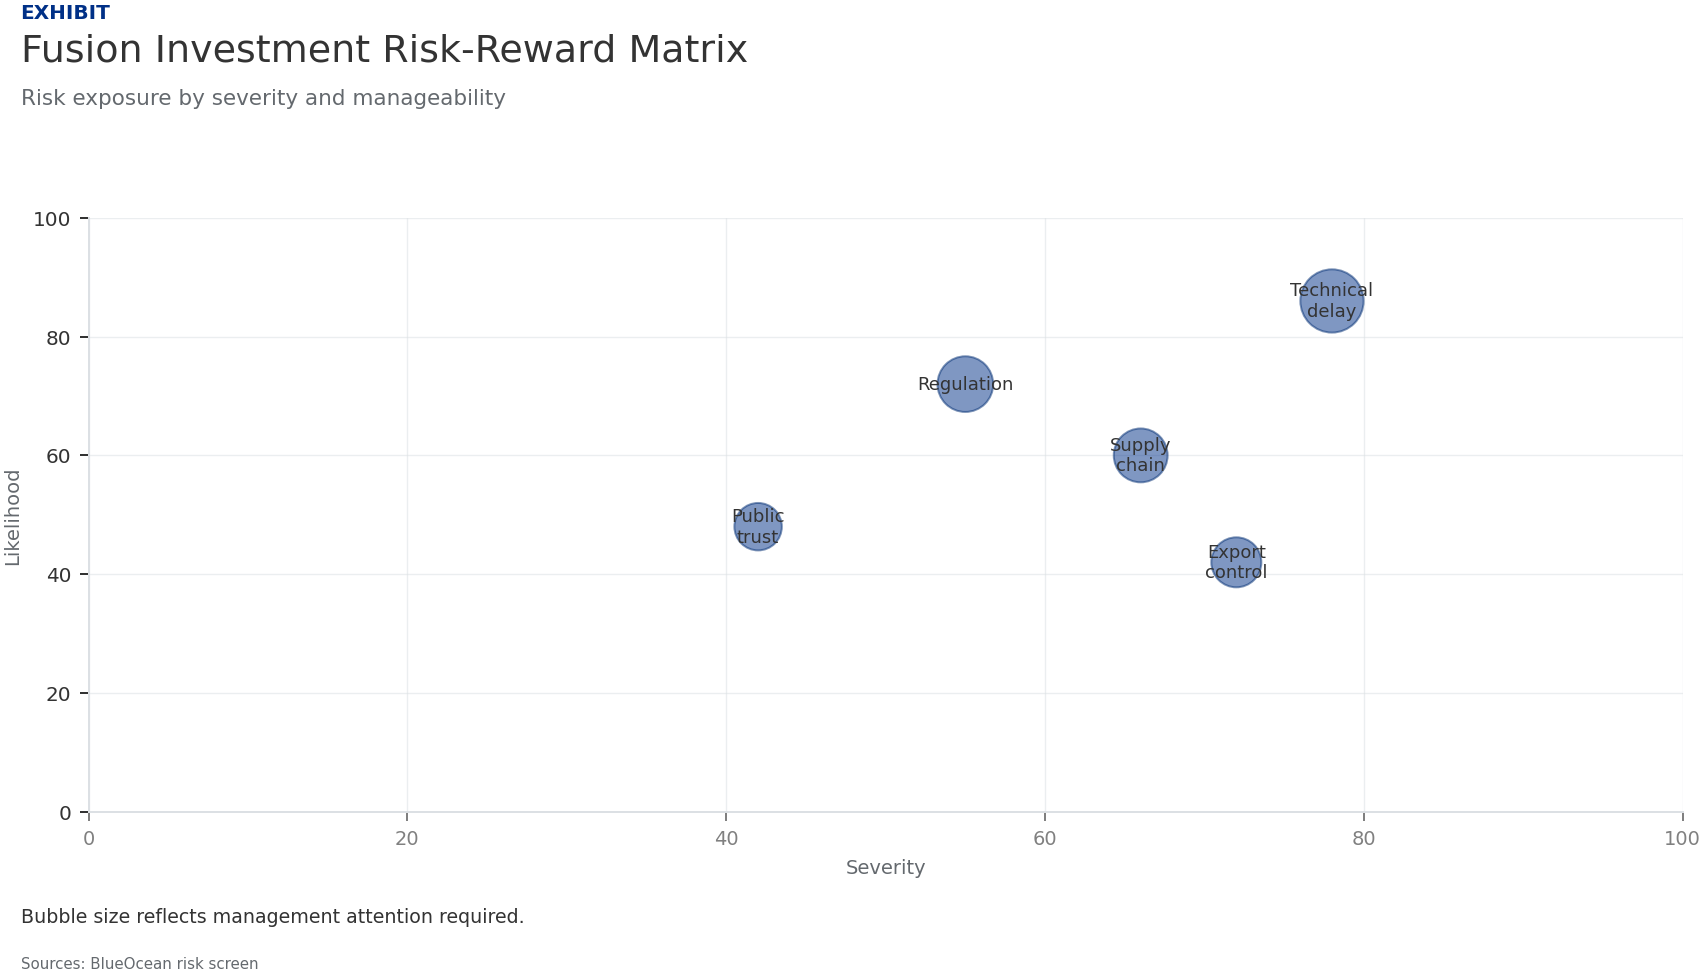 EXHIBIT
Fusion Investment Risk-Reward Matrix
Risk exposure by severity and manageability
100
80
60
40
20
0
Likelihood
Technical
delay
Regulation
Supply
chain
Public
trust
Export
control
0
20
40
60
80
100
Severity
Bubble size reflects management attention required.
Sources: BlueOcean risk screen